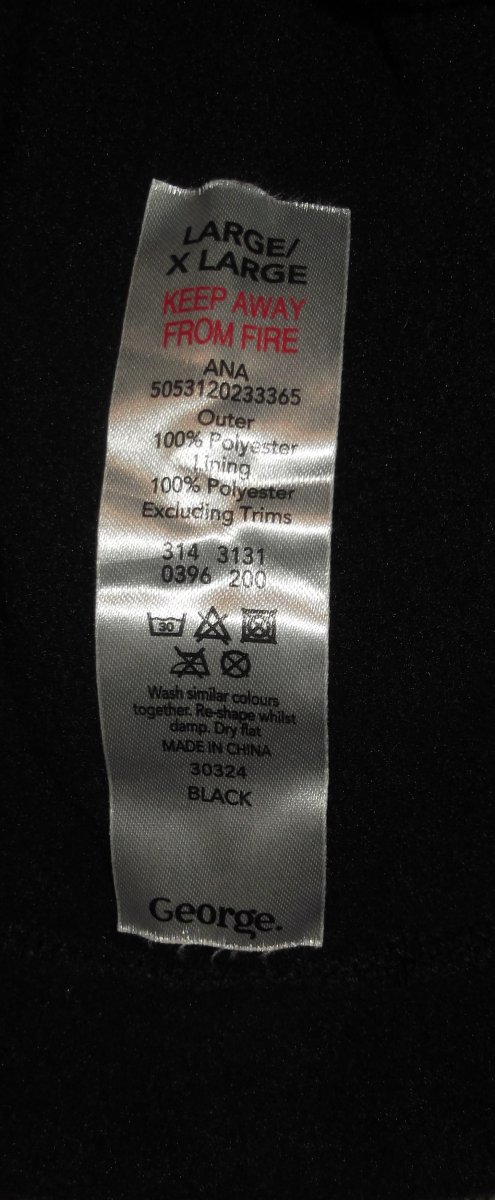 LARGE/
X LARGE
KEEP AWAY
FROM FIRE
ANA
5053120233365
Outer
100% Polyester
Lining
100% Polyester
Excluding Trims
314 3131
0396 200
30
Wash similar colours
together. Re-shape whilst
damp. Dry flat
MADE IN CHINA
30324
BLACK
George.